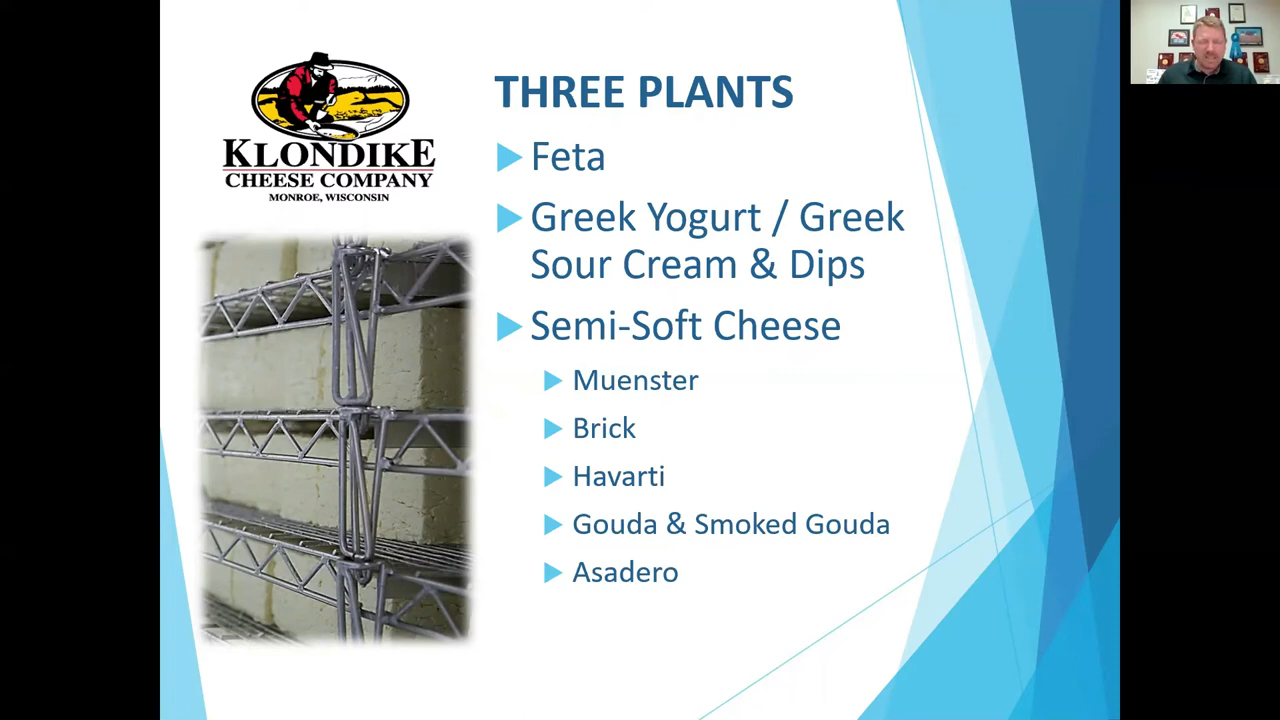 KLONDIKE
CHEESE COMPANY
MONROE, WISCONSIN
THREE PLANTS
Feta
Greek Yogurt / Greek
Sour Cream & Dips
Semi-Soft Cheese
Muenster
Brick
Havarti
Gouda & Smoked Gouda
Asadero